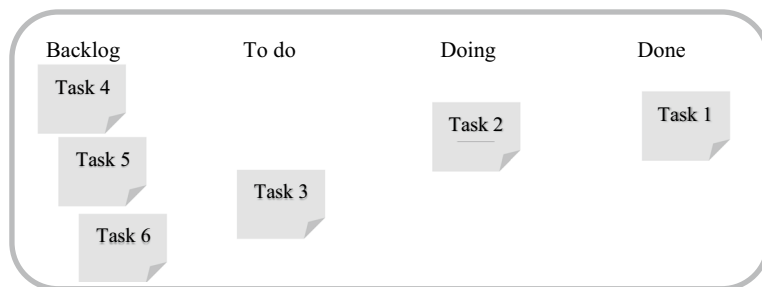 Backlog
To do
Doing
Done
Task 4
Task 5
Task 6
Task 3
Task 2
Task 1